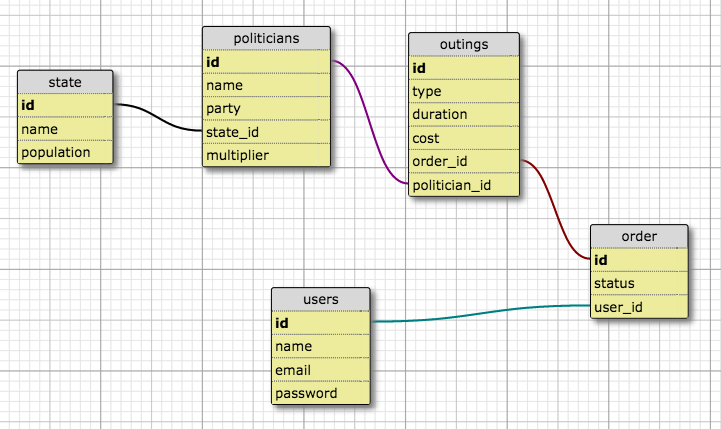 state
id
name
population
politicians
id
name
party
state_id
multiplier
outings
id
type
duration
cost
order_id
politician_id
order
id
status
user_id
users
id
name
email
password